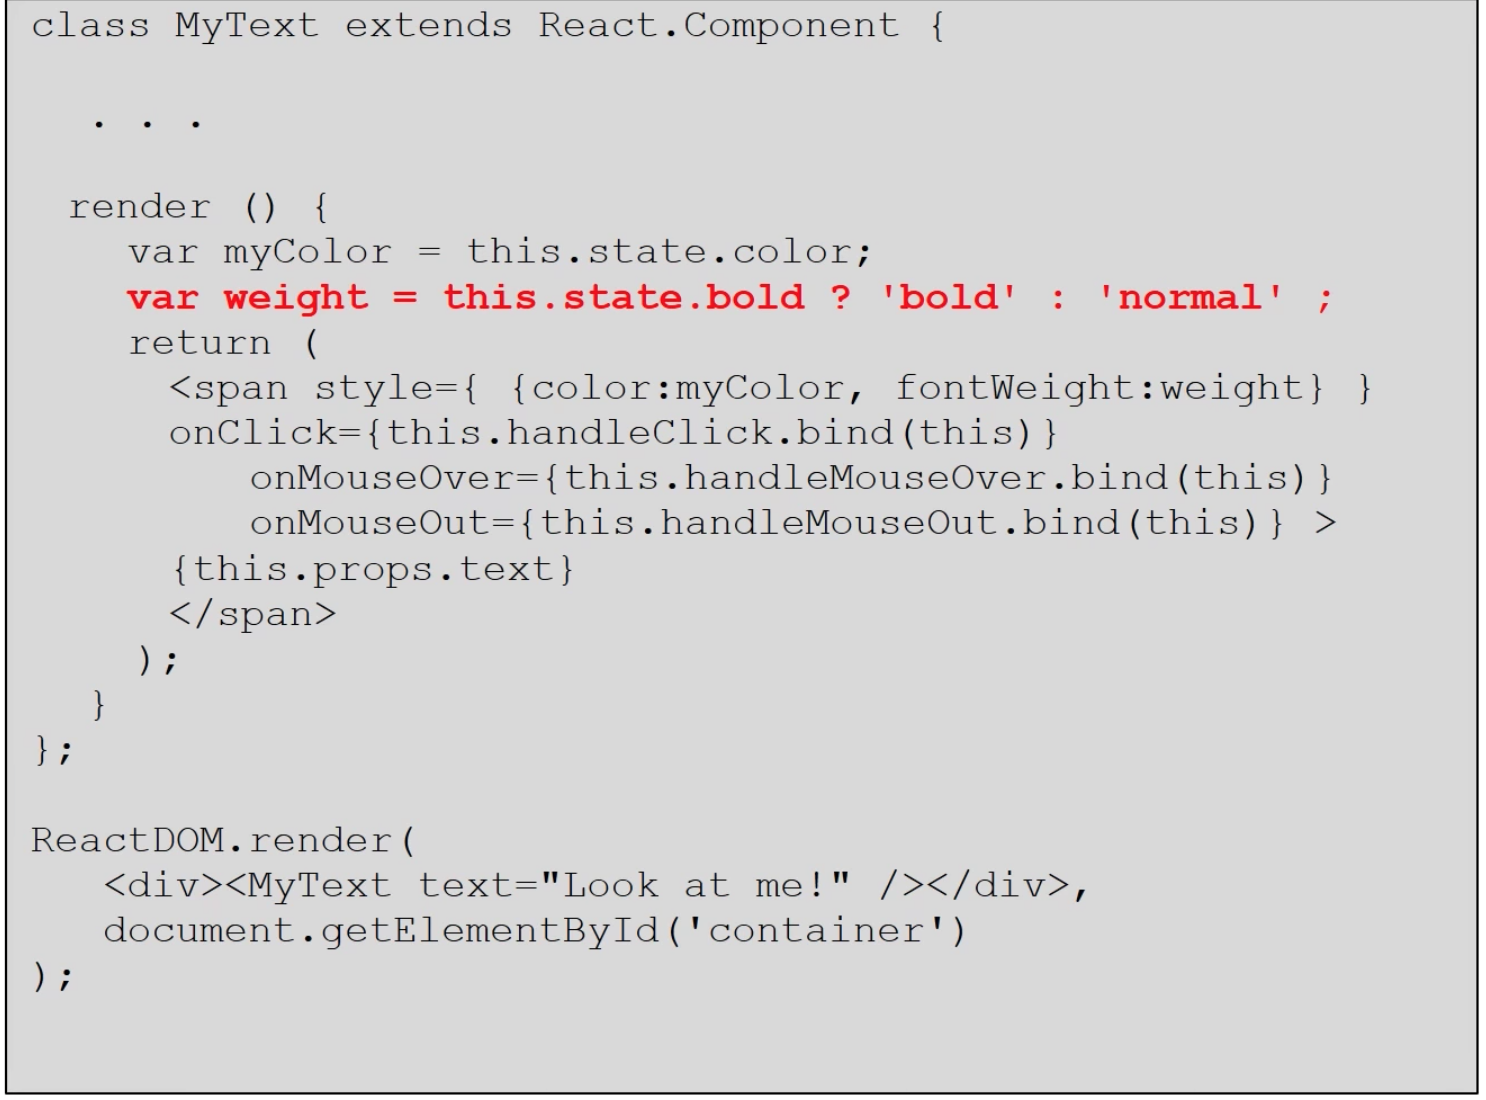 class MyText extends React.Component {
. . .
render () {
var myColor = this.state.color;
var weight = this.state.bold ? 'bold' : 'normal' ;
return (
<span style={ {color:myColor, fontWeight:weight} }
onClick={this.handleClick.bind(this)}
onMouseOver={this.handleMouseOver.bind(this)}
onMouseOut={this.handleMouseOut.bind(this)} >
{this.props.text}
</span>
);
}
};
ReactDOM.render(
<div><MyText text="Look at me!" /></div>,
document.getElementById('container')
);